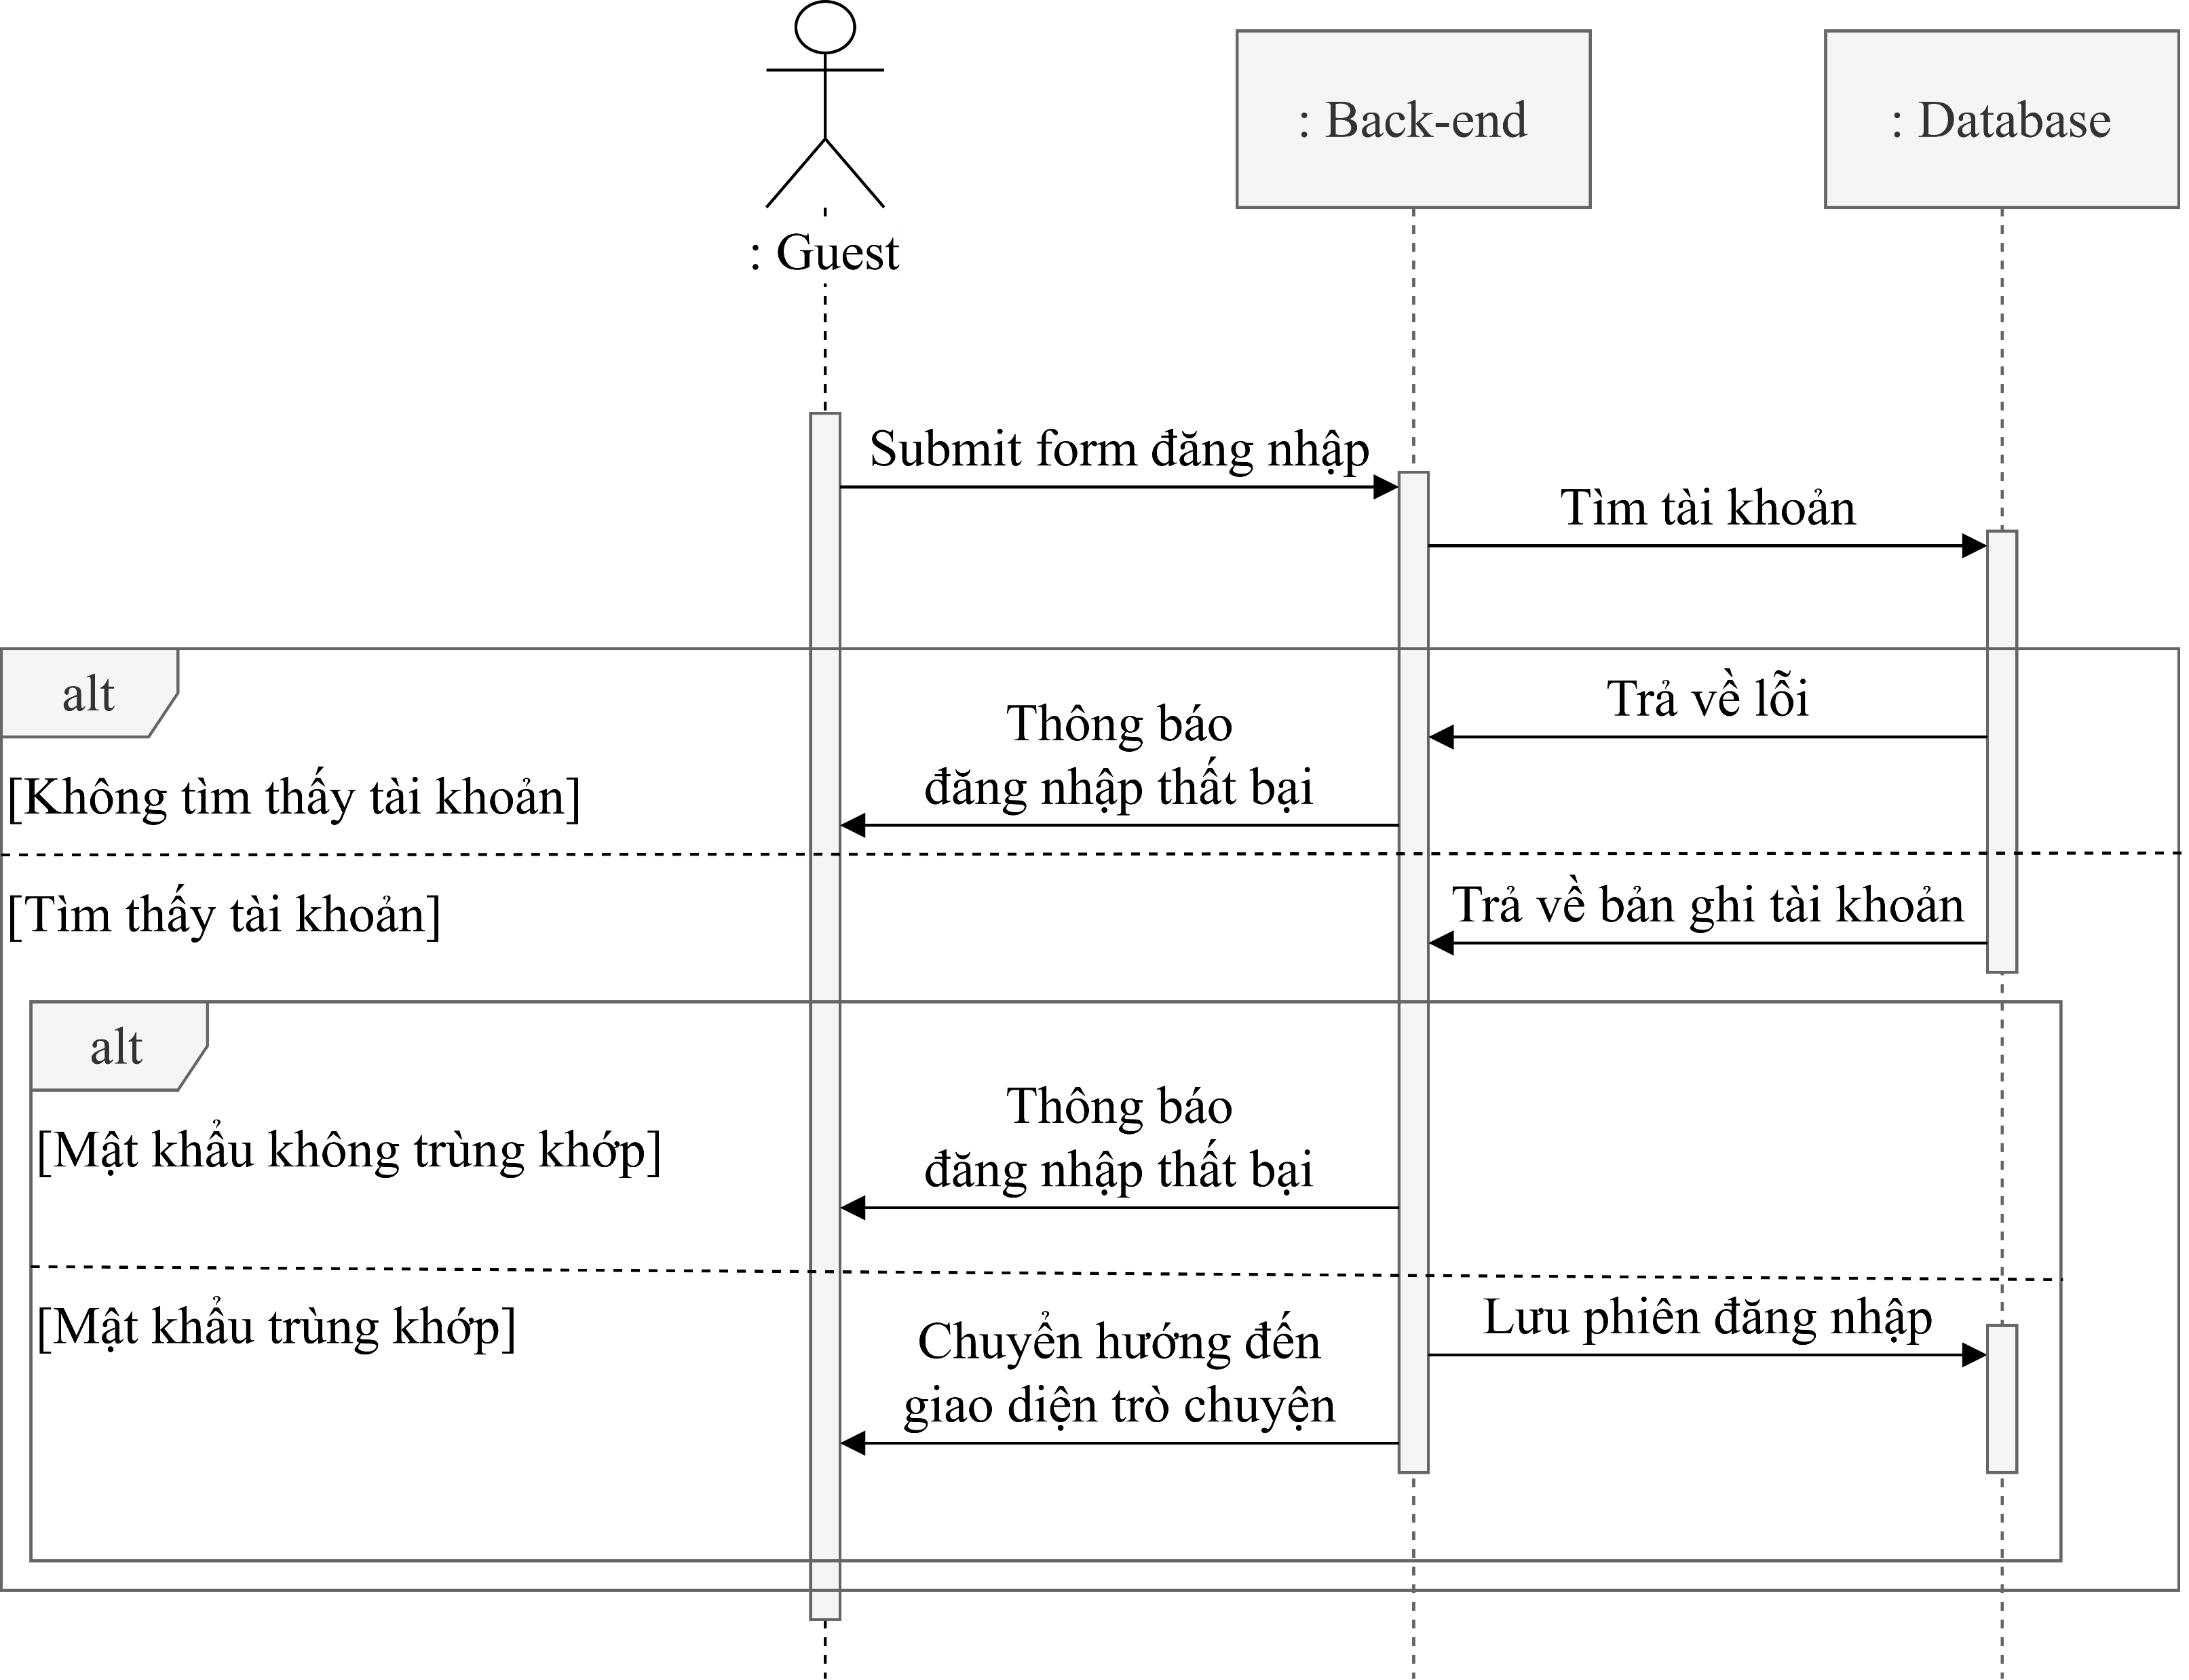 : Back-end
: Database
: Guest
Submit form đăng nhập
Tìm tài khoản
alt
Trả về lỗi
Thông báo
đăng nhập thất bại
[Không tìm thấy tài khoản]
[Tìm thấy tài khoản]
Trả về bản ghi tài khoản
alt
Thông báo
đăng nhập thất bại
[Mật khẩu không trùng khớp]
[Mật khẩu trùng khớp]
Lưu phiên đăng nhập
Chuyển hướng đến
giao diện trò chuyện